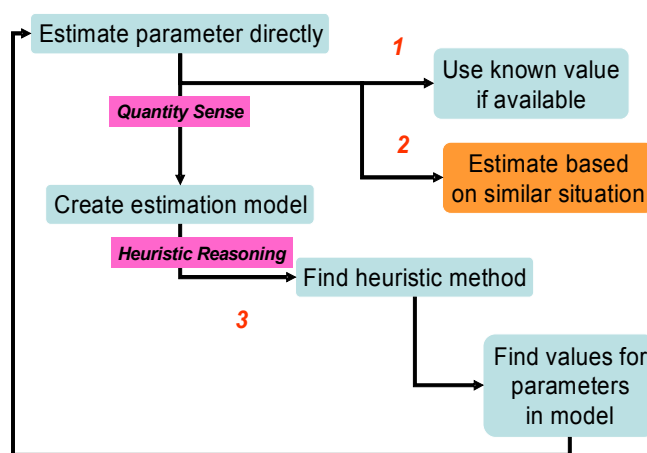 Estimate parameter directly
1
Use known value
if available
Quantity Sense
2
Estimate based
on similar situation
Create estimation model
Heuristic Reasoning
Find heuristic method
3
Find values for
parameters
in model